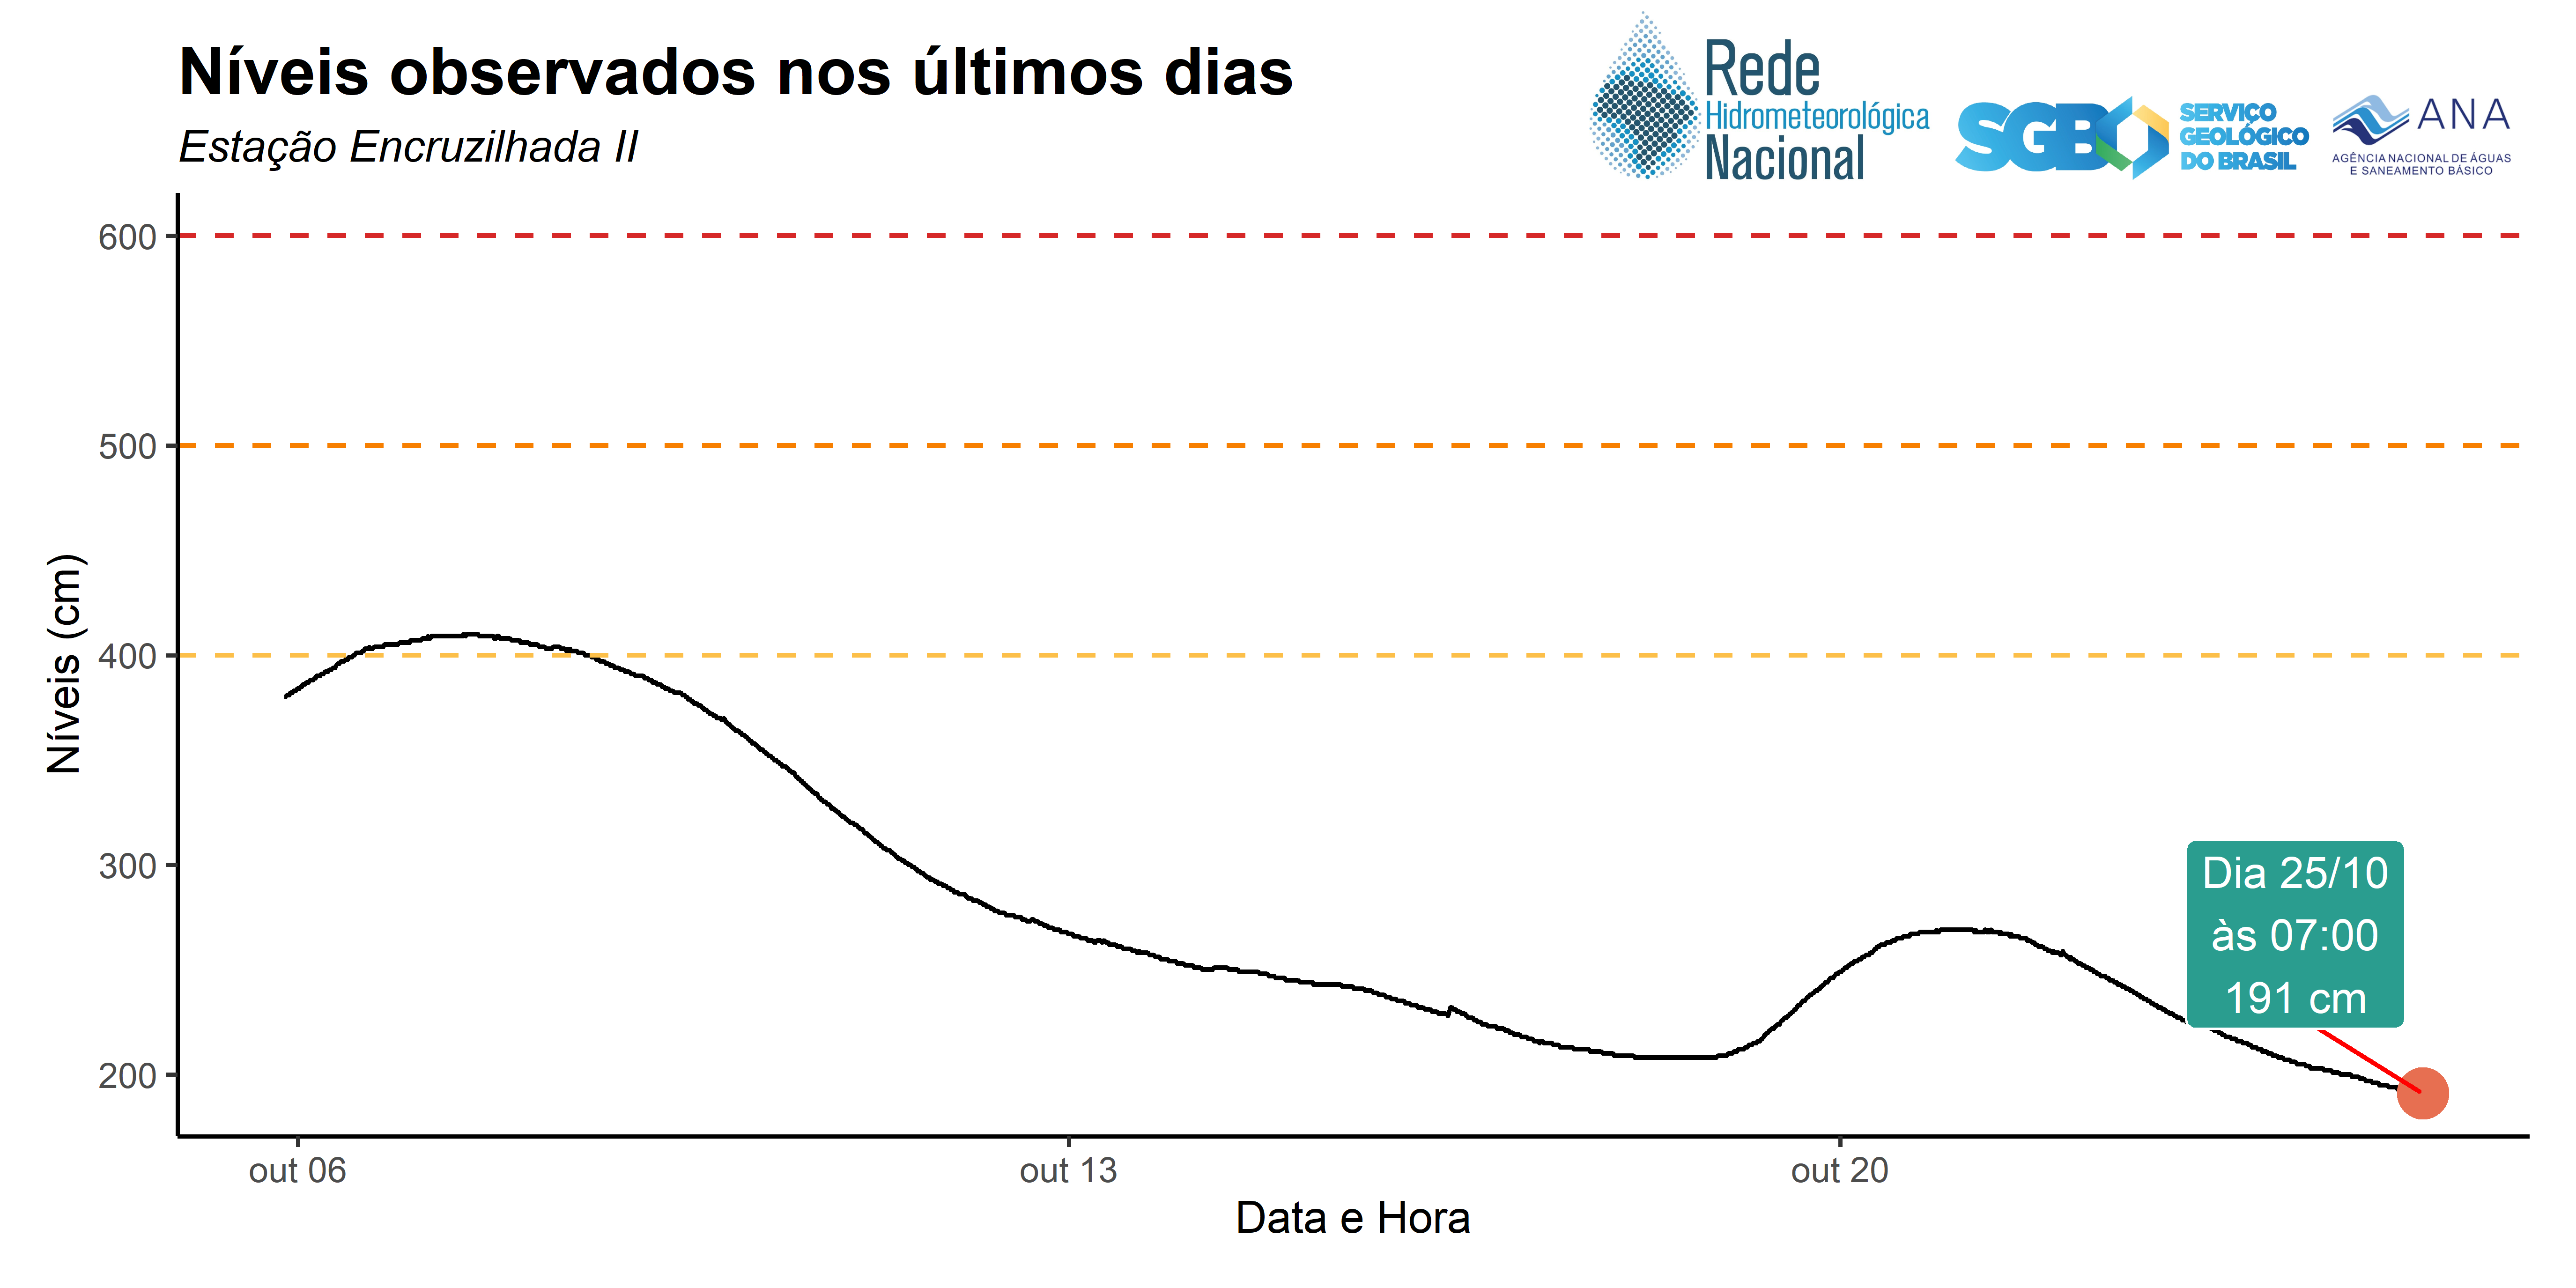 Níveis observados nos últimos dias
Estação Encruzilhada II
Rede
Hidrometeorológica
Nacional
SGB
SERVIÇO
GEOLÓGICO
DO BRASIL
ANA
AGÊNCIA NACIONAL DE ÁGUAS
E SANEAMENTO BÁSICO
Níveis (cm)
600
500
400
300
200
Dia 25/10
às 07:00
191 cm
out 06
out 13
out 20
Data e Hora